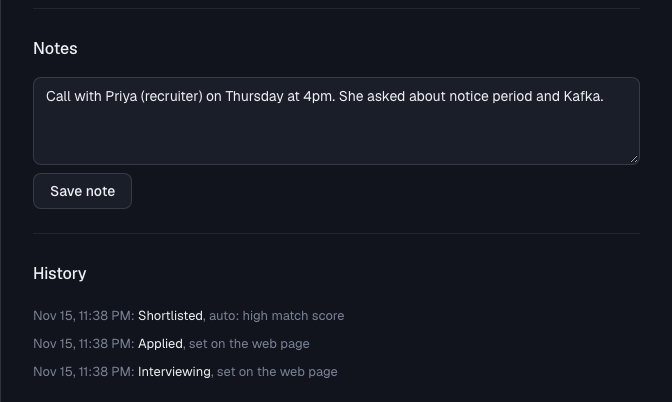 Notes
Call with Priya (recruiter) on Thursday at 4pm. She asked about notice period and Kafka.
Save note
History
Nov 15, 11:38 PM: Shortlisted, auto: high match score
Nov 15, 11:38 PM: Applied, set on the web page
Nov 15, 11:38 PM: Interviewing, set on the web page